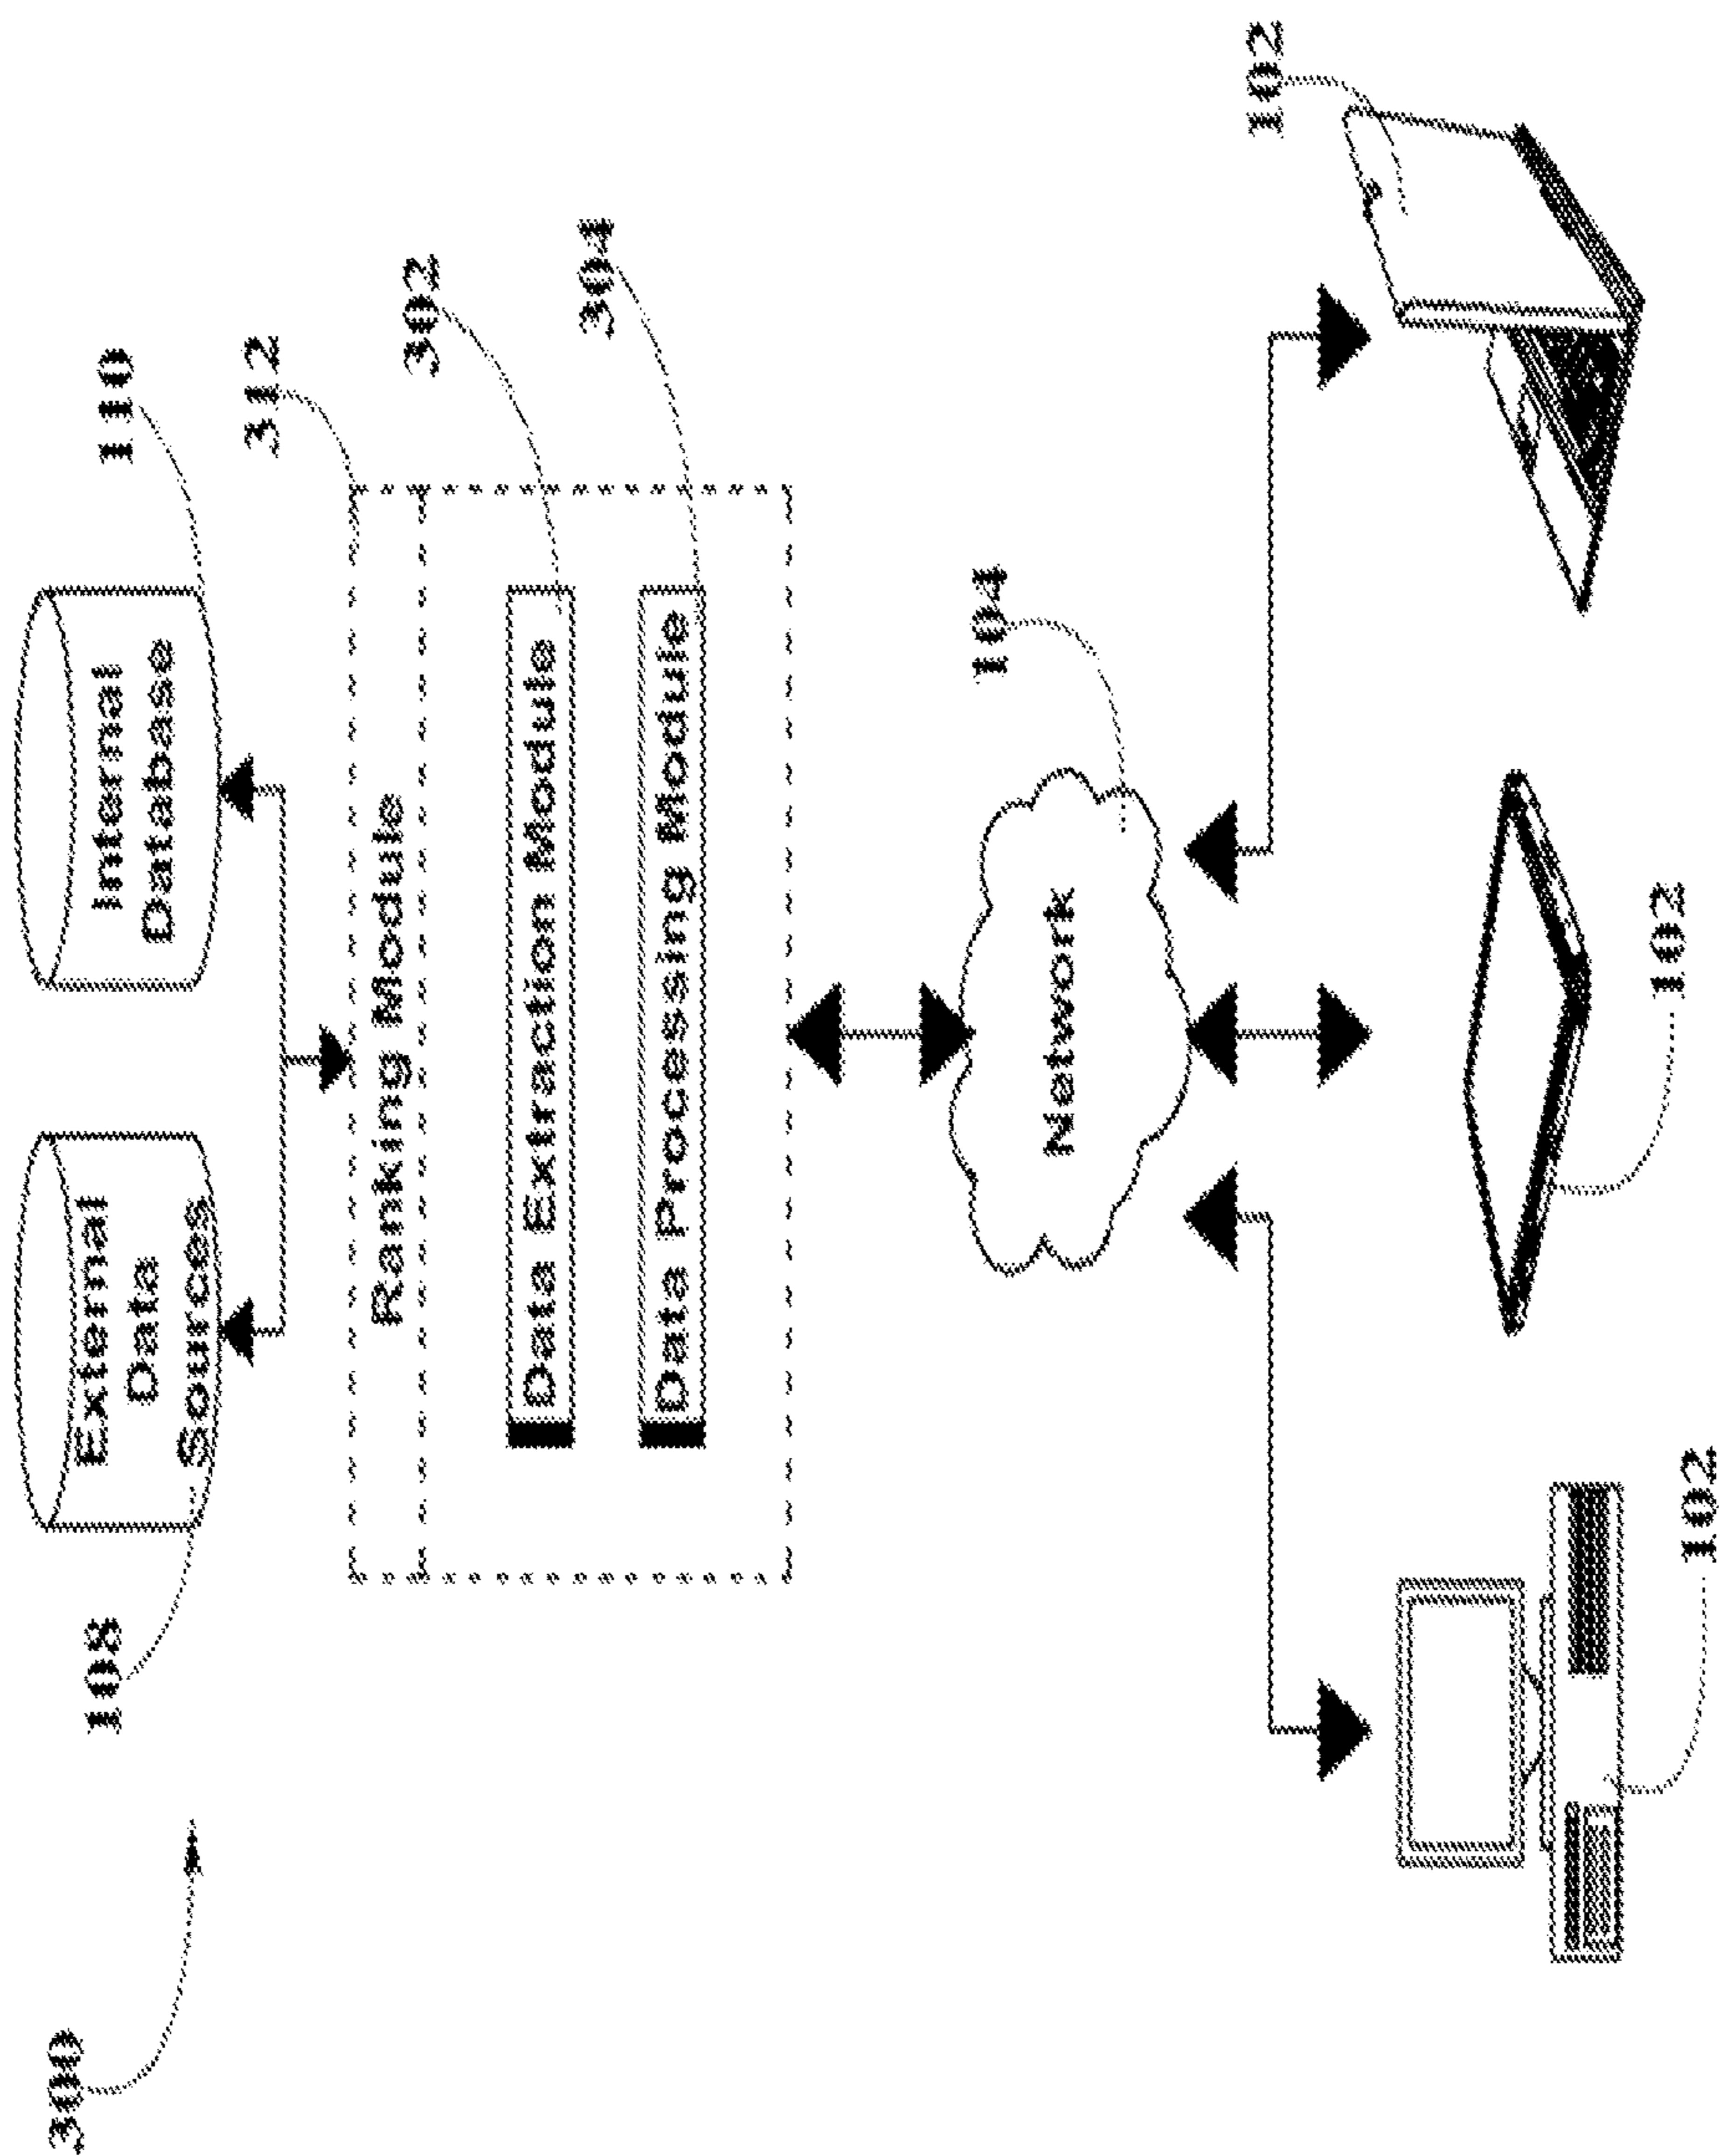 300
108
External
Data
Sources
Internal
Database
110
312
Ranking Module
302
Data Extraction Module
304
Data Processing Module
104
Network
102
102
102